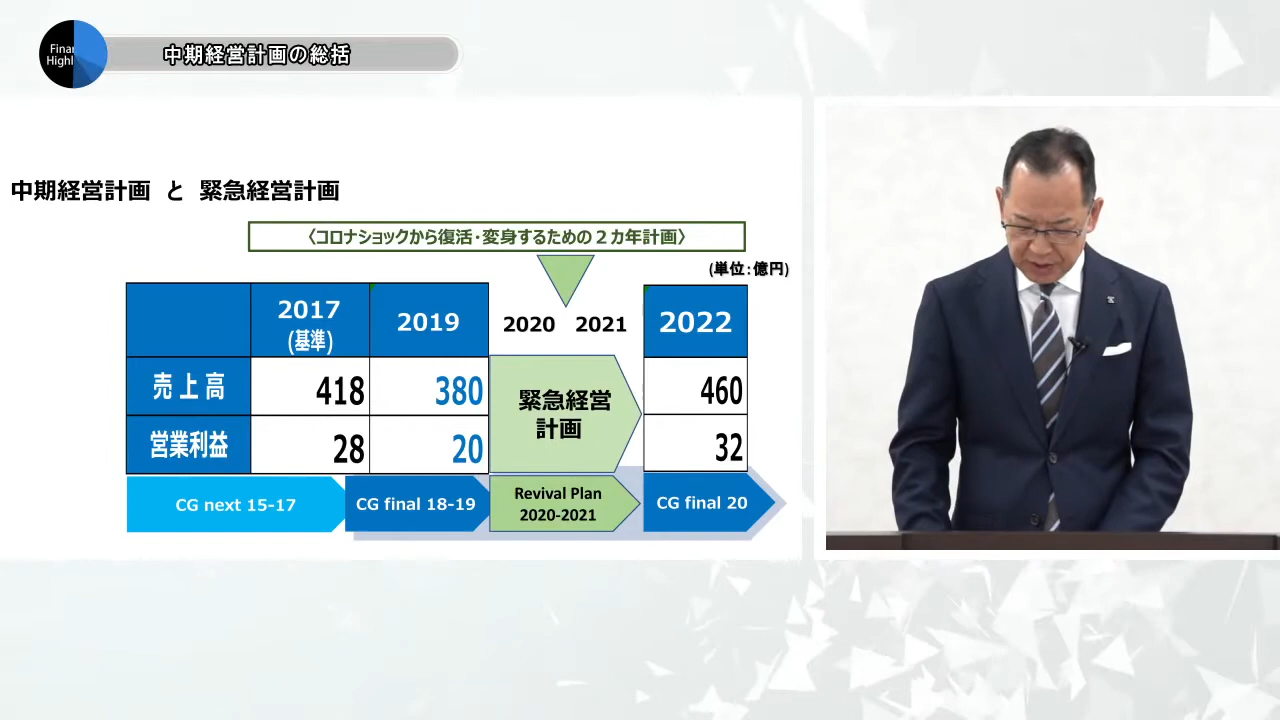 Finan
Highl
中期経営計画の総括
中期経営計画 と 緊急経営計画
〈コロナショックから復活・変身するための２カ年計画〉
(単位：億円)
2017
(基準)
2019
2020 2021
2022
売上高 418 380 460
緊急経営
計画
営業利益 28 20 32
CG next 15-17
CG final 18-19
Revival Plan
2020-2021
CG final 20